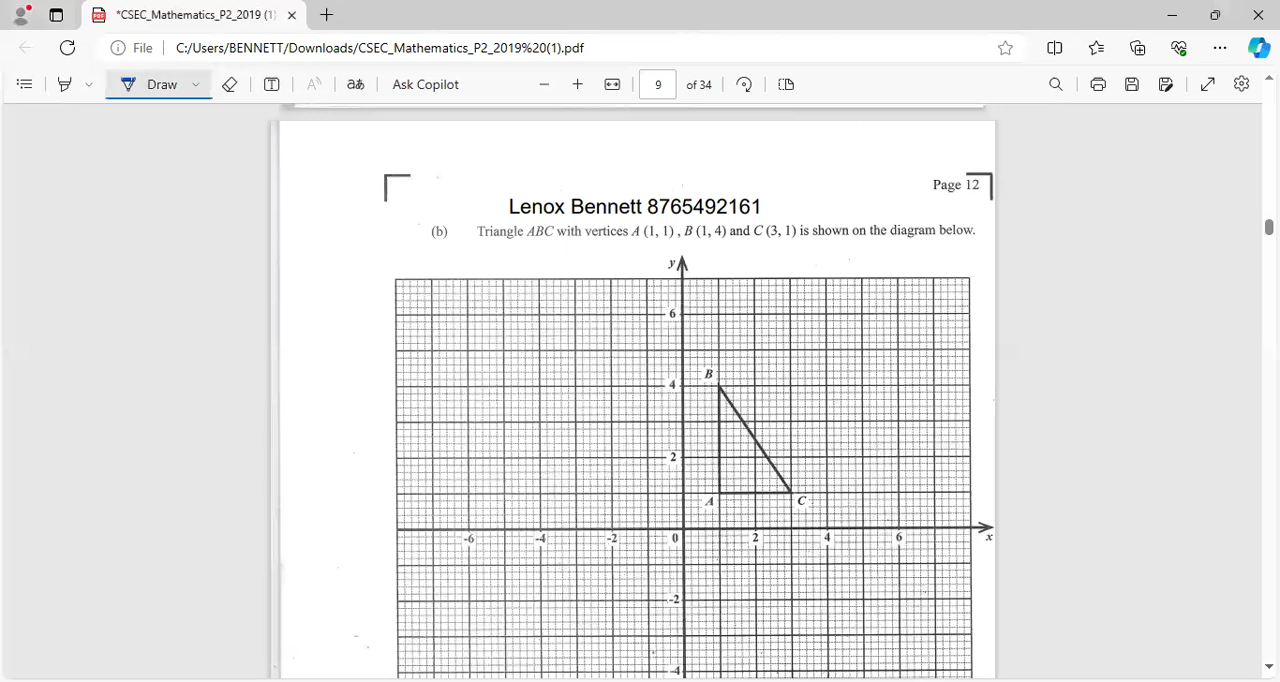 *CSEC_Mathematics_P2_2019 (1)
File
C:/Users/BENNETT/Downloads/CSEC_Mathematics_P2_2019%20(1).pdf
Draw
aあ
Ask Copilot
9 of 34
Page 12
Lenox Bennett 8765492161
(b) Triangle ABC with vertices A (1, 1) , B (1, 4) and C (3, 1) is shown on the diagram below.
y
6
B
4
2
A
C
-6 -4 -2 0 2 4 6 x
-2
-4